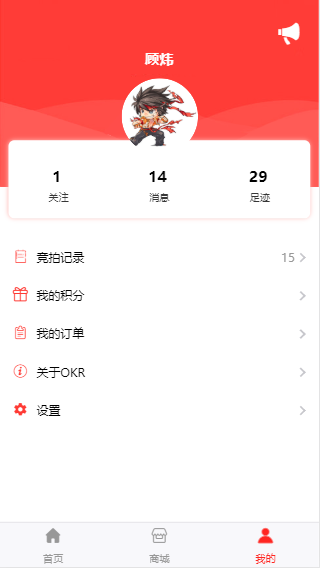 顾炜
1 14 29
关注 消息 足迹
竞拍记录 15
我的积分
我的订单
关于OKR
设置
首页 商城 我的